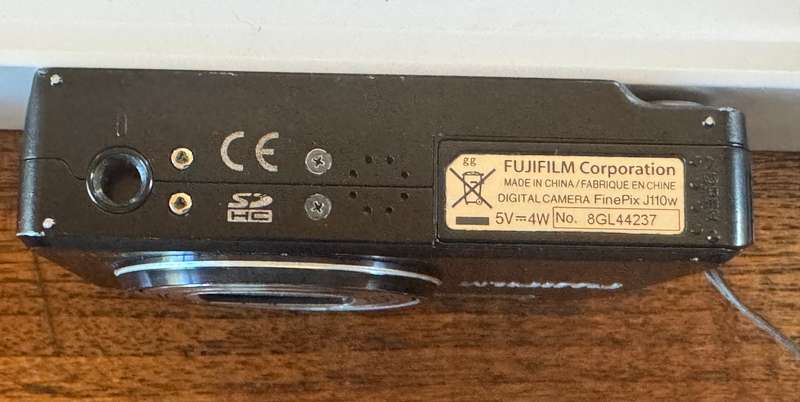 CE
SD
HC
gg
FUJIFILM Corporation
MADE IN CHINA/FABRIQUE EN CHINE
DIGITAL CAMERA FinePix J110w
5V⎓4W No. 8GL44237